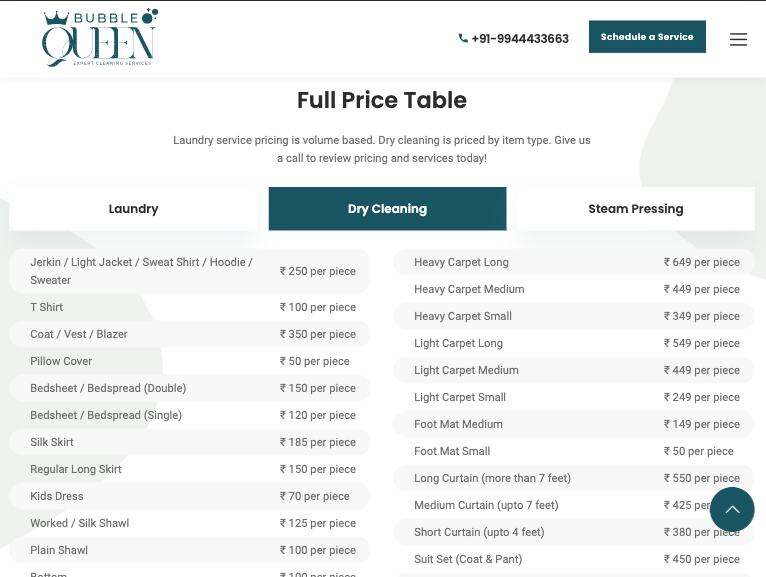 BUBBLE
QUEEN
EXPERT CLEANING SERVICES
+91-9944433663
Schedule a Service
Full Price Table
Laundry service pricing is volume based. Dry cleaning is priced by item type. Give us
a call to review pricing and services today!
Laundry
Dry Cleaning
Steam Pressing
Jerkin / Light Jacket / Sweat Shirt / Hoodie /
Sweater
₹ 250 per piece
T Shirt ₹ 100 per piece
Coat / Vest / Blazer ₹ 350 per piece
Pillow Cover ₹ 50 per piece
Bedsheet / Bedspread (Double) ₹ 150 per piece
Bedsheet / Bedspread (Single) ₹ 120 per piece
Silk Skirt ₹ 185 per piece
Regular Long Skirt ₹ 150 per piece
Kids Dress ₹ 70 per piece
Worked / Silk Shawl ₹ 125 per piece
Plain Shawl ₹ 100 per piece
Bottom ₹ 100 per piece
Heavy Carpet Long ₹ 649 per piece
Heavy Carpet Medium ₹ 449 per piece
Heavy Carpet Small ₹ 349 per piece
Light Carpet Long ₹ 549 per piece
Light Carpet Medium ₹ 449 per piece
Light Carpet Small ₹ 249 per piece
Foot Mat Medium ₹ 149 per piece
Foot Mat Small ₹ 50 per piece
Long Curtain (more than 7 feet) ₹ 550 per piece
Medium Curtain (upto 7 feet) ₹ 425 per
Short Curtain (upto 4 feet) ₹ 380 per piece
Suit Set (Coat & Pant) ₹ 450 per piece